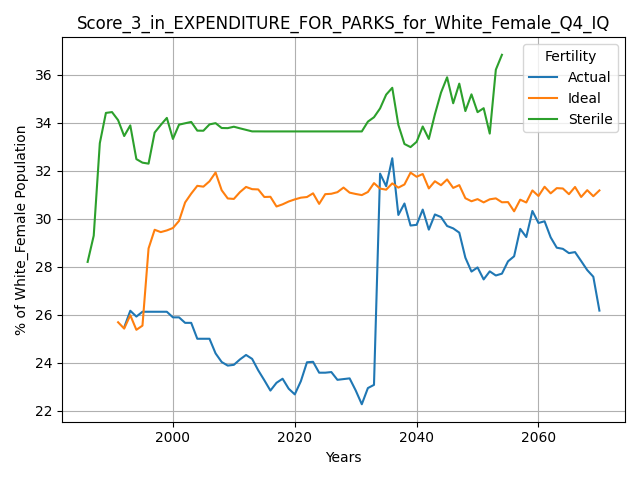 Score_3_in_EXPENDITURE_FOR_PARKS_for_White_Female_Q4_IQ
Fertility
Actual
Ideal
Sterile
% of White_Female Population
36
34
32
30
28
26
24
22
2000
2020
2040
2060
Years